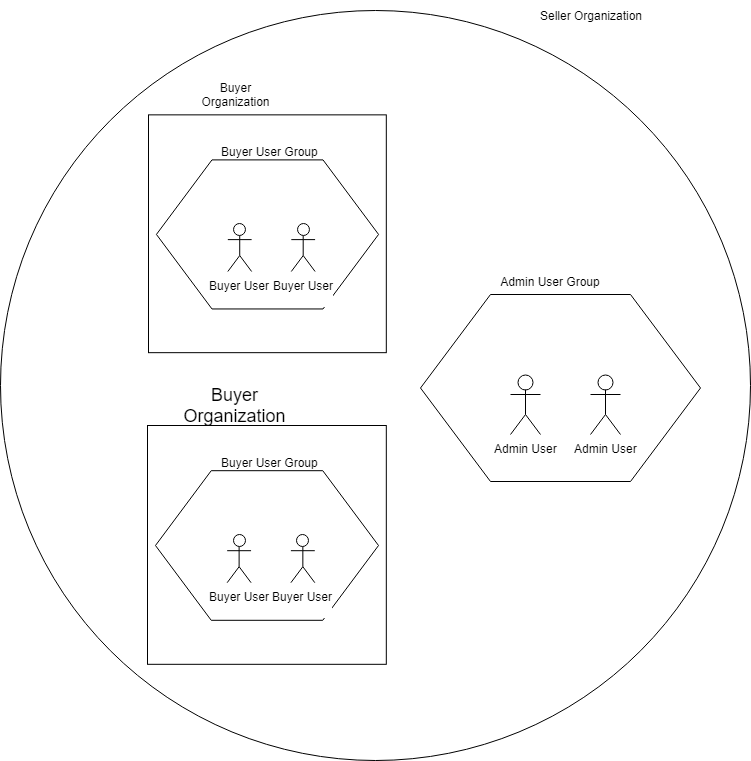 Seller Organization
Buyer
Organization
Buyer User Group
Buyer User Buyer User
Admin User Group
Admin User Admin User
Buyer
Organization
Buyer User Group
Buyer User Buyer User